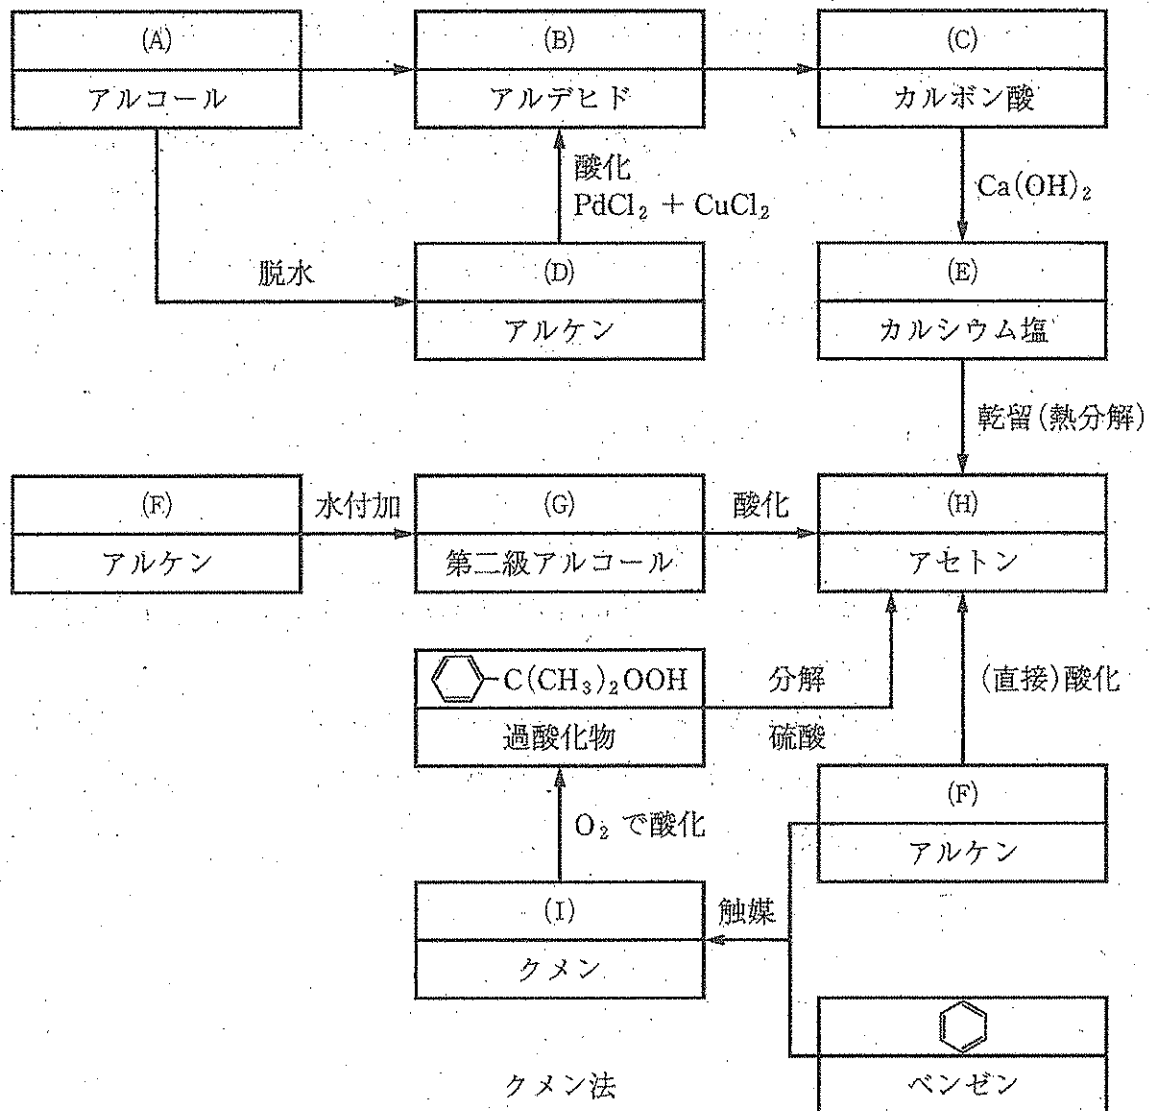 (A)
アルコール
(B)
アルデヒド
(C)
カルボン酸
酸化
PdCl₂ + CuCl₂
Ca(OH)₂
脱水
(D)
アルケン
(E)
カルシウム塩
乾留(熱分解)
(F)
アルケン
水付加
(G)
第二級アルコール
酸化
(H)
アセトン
C(CH₃)₂OOH
過酸化物
分解
硫酸
(直接)酸化
O₂ で酸化
(F)
アルケン
(I)
クメン
触媒
クメン法
ベンゼン